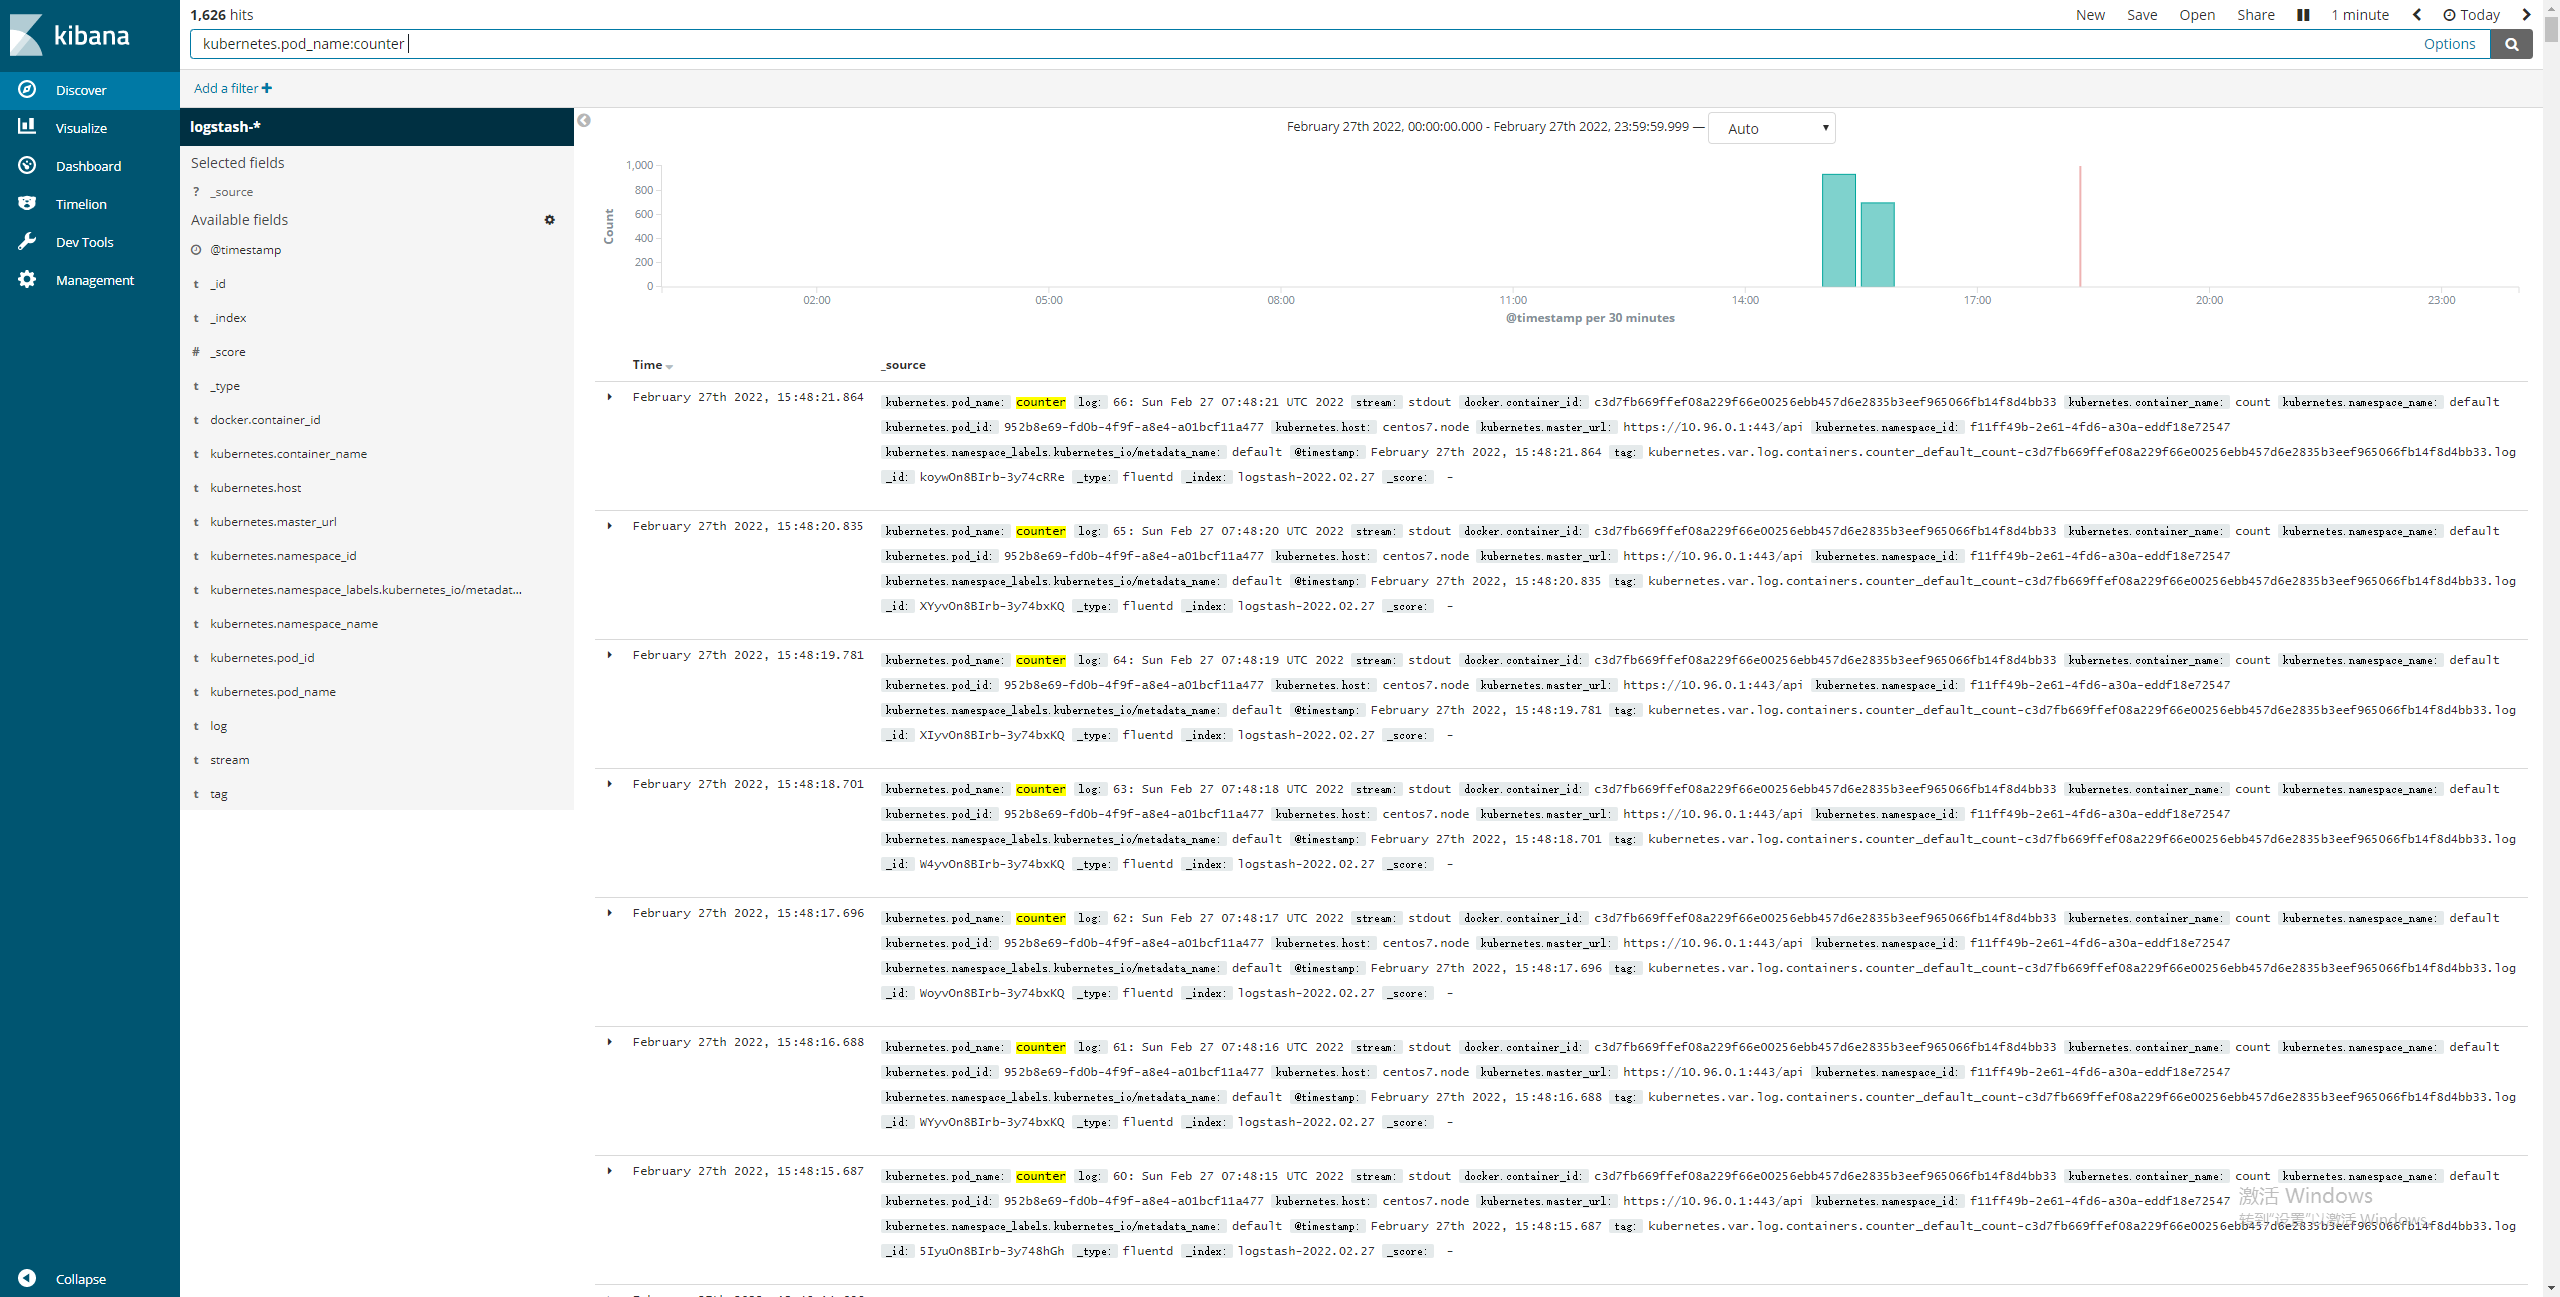 1,626 hits
New Save Open Share 1 minute Today
kibana
kubernetes.pod_name:counter
Options
Add a filter
Discover
Visualize
Dashboard
Timelion
Dev Tools
Management
Collapse
logstash-*
Selected fields
? _source
Available fields
@timestamp
t _id
t _index
# _score
t _type
t docker.container_id
t kubernetes.container_name
t kubernetes.host
t kubernetes.master_url
t kubernetes.namespace_id
t kubernetes.namespace_labels.kubernetes_io/metadat...
t kubernetes.namespace_name
t kubernetes.pod_id
t kubernetes.pod_name
t log
t stream
t tag
February 27th 2022, 00:00:00.000 - February 27th 2022, 23:59:59.999 — Auto
Count
1,000
800
600
400
200
0
02:00 05:00 08:00 11:00 14:00 17:00 20:00 23:00
@timestamp per 30 minutes
Time _source
February 27th 2022, 15:48:21.864 kubernetes.pod_name: counter log: 66: Sun Feb 27 07:48:21 UTC 2022 stream: stdout docker.container_id: c3d7fb669ffef08a229f66e00256ebb457d6e2835b3eef965066fb14f8d4bb33 kubernetes.container_name: count kubernetes.namespace_name: default
kubernetes.pod_id: 952b8e69-fd0b-4f9f-a8e4-a01bcf11a477 kubernetes.host: centos7.node kubernetes.master_url: https://10.96.0.1:443/api kubernetes.namespace_id: f11ff49b-2e61-4fd6-a30a-eddf18e72547
kubernetes.namespace_labels.kubernetes_io/metadata_name: default @timestamp: February 27th 2022, 15:48:21.864 tag: kubernetes.var.log.containers.counter_default_count-c3d7fb669ffef08a229f66e00256ebb457d6e2835b3eef965066fb14f8d4bb33.log
_id: koywOn8BIrb-3y74cRRe _type: fluentd _index: logstash-2022.02.27 _score: -
February 27th 2022, 15:48:20.835 kubernetes.pod_name: counter log: 65: Sun Feb 27 07:48:20 UTC 2022 stream: stdout docker.container_id: c3d7fb669ffef08a229f66e00256ebb457d6e2835b3eef965066fb14f8d4bb33 kubernetes.container_name: count kubernetes.namespace_name: default
kubernetes.pod_id: 952b8e69-fd0b-4f9f-a8e4-a01bcf11a477 kubernetes.host: centos7.node kubernetes.master_url: https://10.96.0.1:443/api kubernetes.namespace_id: f11ff49b-2e61-4fd6-a30a-eddf18e72547
kubernetes.namespace_labels.kubernetes_io/metadata_name: default @timestamp: February 27th 2022, 15:48:20.835 tag: kubernetes.var.log.containers.counter_default_count-c3d7fb669ffef08a229f66e00256ebb457d6e2835b3eef965066fb14f8d4bb33.log
_id: XYyvOn8BIrb-3y74bxKQ _type: fluentd _index: logstash-2022.02.27 _score: -
February 27th 2022, 15:48:19.781 kubernetes.pod_name: counter log: 64: Sun Feb 27 07:48:19 UTC 2022 stream: stdout docker.container_id: c3d7fb669ffef08a229f66e00256ebb457d6e2835b3eef965066fb14f8d4bb33 kubernetes.container_name: count kubernetes.namespace_name: default
kubernetes.pod_id: 952b8e69-fd0b-4f9f-a8e4-a01bcf11a477 kubernetes.host: centos7.node kubernetes.master_url: https://10.96.0.1:443/api kubernetes.namespace_id: f11ff49b-2e61-4fd6-a30a-eddf18e72547
kubernetes.namespace_labels.kubernetes_io/metadata_name: default @timestamp: February 27th 2022, 15:48:19.781 tag: kubernetes.var.log.containers.counter_default_count-c3d7fb669ffef08a229f66e00256ebb457d6e2835b3eef965066fb14f8d4bb33.log
_id: XIyvOn8BIrb-3y74bxKQ _type: fluentd _index: logstash-2022.02.27 _score: -
February 27th 2022, 15:48:18.701 kubernetes.pod_name: counter log: 63: Sun Feb 27 07:48:18 UTC 2022 stream: stdout docker.container_id: c3d7fb669ffef08a229f66e00256ebb457d6e2835b3eef965066fb14f8d4bb33 kubernetes.container_name: count kubernetes.namespace_name: default
kubernetes.pod_id: 952b8e69-fd0b-4f9f-a8e4-a01bcf11a477 kubernetes.host: centos7.node kubernetes.master_url: https://10.96.0.1:443/api kubernetes.namespace_id: f11ff49b-2e61-4fd6-a30a-eddf18e72547
kubernetes.namespace_labels.kubernetes_io/metadata_name: default @timestamp: February 27th 2022, 15:48:18.701 tag: kubernetes.var.log.containers.counter_default_count-c3d7fb669ffef08a229f66e00256ebb457d6e2835b3eef965066fb14f8d4bb33.log
_id: W4yvOn8BIrb-3y74bxKQ _type: fluentd _index: logstash-2022.02.27 _score: -
February 27th 2022, 15:48:17.696 kubernetes.pod_name: counter log: 62: Sun Feb 27 07:48:17 UTC 2022 stream: stdout docker.container_id: c3d7fb669ffef08a229f66e00256ebb457d6e2835b3eef965066fb14f8d4bb33 kubernetes.container_name: count kubernetes.namespace_name: default
kubernetes.pod_id: 952b8e69-fd0b-4f9f-a8e4-a01bcf11a477 kubernetes.host: centos7.node kubernetes.master_url: https://10.96.0.1:443/api kubernetes.namespace_id: f11ff49b-2e61-4fd6-a30a-eddf18e72547
kubernetes.namespace_labels.kubernetes_io/metadata_name: default @timestamp: February 27th 2022, 15:48:17.696 tag: kubernetes.var.log.containers.counter_default_count-c3d7fb669ffef08a229f66e00256ebb457d6e2835b3eef965066fb14f8d4bb33.log
_id: WoyvOn8BIrb-3y74bxKQ _type: fluentd _index: logstash-2022.02.27 _score: -
February 27th 2022, 15:48:16.688 kubernetes.pod_name: counter log: 61: Sun Feb 27 07:48:16 UTC 2022 stream: stdout docker.container_id: c3d7fb669ffef08a229f66e00256ebb457d6e2835b3eef965066fb14f8d4bb33 kubernetes.container_name: count kubernetes.namespace_name: default
kubernetes.pod_id: 952b8e69-fd0b-4f9f-a8e4-a01bcf11a477 kubernetes.host: centos7.node kubernetes.master_url: https://10.96.0.1:443/api kubernetes.namespace_id: f11ff49b-2e61-4fd6-a30a-eddf18e72547
kubernetes.namespace_labels.kubernetes_io/metadata_name: default @timestamp: February 27th 2022, 15:48:16.688 tag: kubernetes.var.log.containers.counter_default_count-c3d7fb669ffef08a229f66e00256ebb457d6e2835b3eef965066fb14f8d4bb33.log
_id: WYyvOn8BIrb-3y74bxKQ _type: fluentd _index: logstash-2022.02.27 _score: -
February 27th 2022, 15:48:15.687 kubernetes.pod_name: counter log: 60: Sun Feb 27 07:48:15 UTC 2022 stream: stdout docker.container_id: c3d7fb669ffef08a229f66e00256ebb457d6e2835b3eef965066fb14f8d4bb33 kubernetes.container_name: count kubernetes.namespace_name: default
kubernetes.pod_id: 952b8e69-fd0b-4f9f-a8e4-a01bcf11a477 kubernetes.host: centos7.node kubernetes.master_url: https://10.96.0.1:443/api kubernetes.namespace_id: f11ff49b-2e61-4fd6-a30a-eddf18e72547
激活 Windows
kubernetes.namespace_labels.kubernetes_io/metadata_name: default @timestamp: February 27th 2022, 15:48:15.687 tag: kubernetes.var.log.containers.counter_default_count-c3d7fb669ffef08a229f66e00256ebb457d6e2835b3eef965066fb14f8d4bb33.log
转到"设置"以激活 Windows。
_id: 5IyuOn8BIrb-3y748hGh _type: fluentd _index: logstash-2022.02.27 _score: -